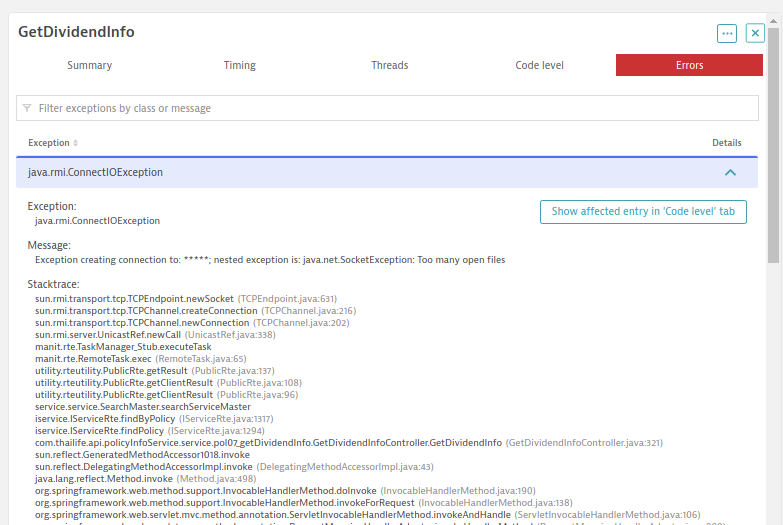 GetDividendInfo
Summary Timing Threads Code level Errors
Filter exceptions by class or message
Exception Details
java.rmi.ConnectIOException
Exception:
java.rmi.ConnectIOException
Show affected entry in 'Code level' tab
Message:
Exception creating connection to: *****; nested exception is: java.net.SocketException: Too many open files
Stacktrace:
sun.rmi.transport.tcp.TCPEndpoint.newSocket (TCPEndpoint.java:631)
sun.rmi.transport.tcp.TCPChannel.createConnection (TCPChannel.java:216)
sun.rmi.transport.tcp.TCPChannel.newConnection (TCPChannel.java:202)
sun.rmi.server.UnicastRef.newCall (UnicastRef.java:338)
manit.rte.TaskManager_Stub.executeTask
manit.rte.RemoteTask.exec (RemoteTask.java:65)
utility.rteutility.PublicRte.getResult (PublicRte.java:137)
utility.rteutility.PublicRte.getClientResult (PublicRte.java:108)
utility.rteutility.PublicRte.getClientResult (PublicRte.java:96)
service.service.SearchMaster.searchServiceMaster
iservice.IServiceRte.findByPolicy (IServiceRte.java:1317)
iservice.IServiceRte.findPolicy (IServiceRte.java:1294)
com.thailife.api.policyInfoService.service.pol07_getDividendInfo.GetDividendInfoController.GetDividendInfo (GetDividendInfoController.java:321)
sun.reflect.GeneratedMethodAccessor1018.invoke
sun.reflect.DelegatingMethodAccessorImpl.invoke (DelegatingMethodAccessorImpl.java:43)
java.lang.reflect.Method.invoke (Method.java:498)
org.springframework.web.method.support.InvocableHandlerMethod.doInvoke (InvocableHandlerMethod.java:190)
org.springframework.web.method.support.InvocableHandlerMethod.invokeForRequest (InvocableHandlerMethod.java:138)
org.springframework.web.servlet.mvc.method.annotation.ServletInvocableHandlerMethod.invokeAndHandle (ServletInvocableHandlerMethod.java:106)